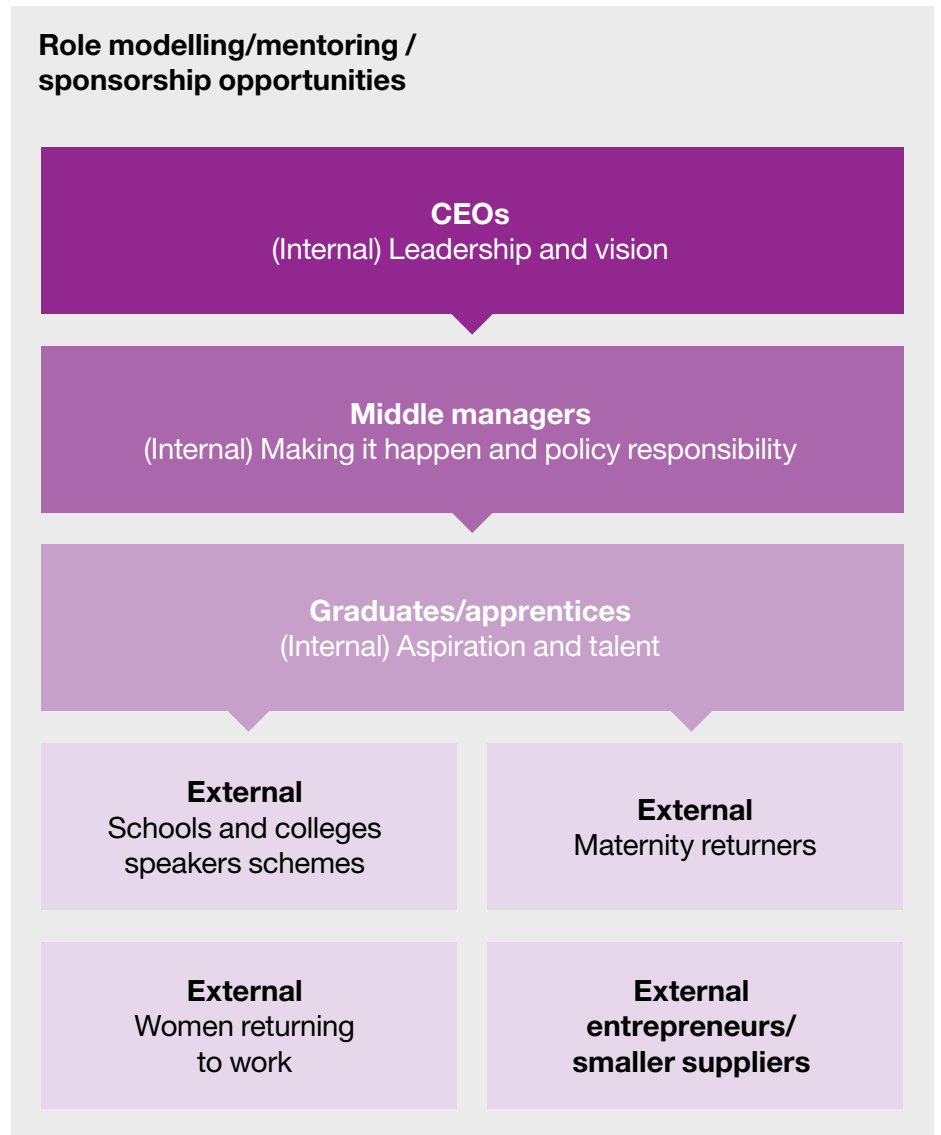 Role modelling/mentoring /
sponsorship opportunities
CEOs
(Internal) Leadership and vision
Middle managers
(Internal) Making it happen and policy responsibility
Graduates/apprentices
(Internal) Aspiration and talent
External
Schools and colleges
speakers schemes
External
Maternity returners
External
Women returning
to work
External
entrepreneurs/
smaller suppliers